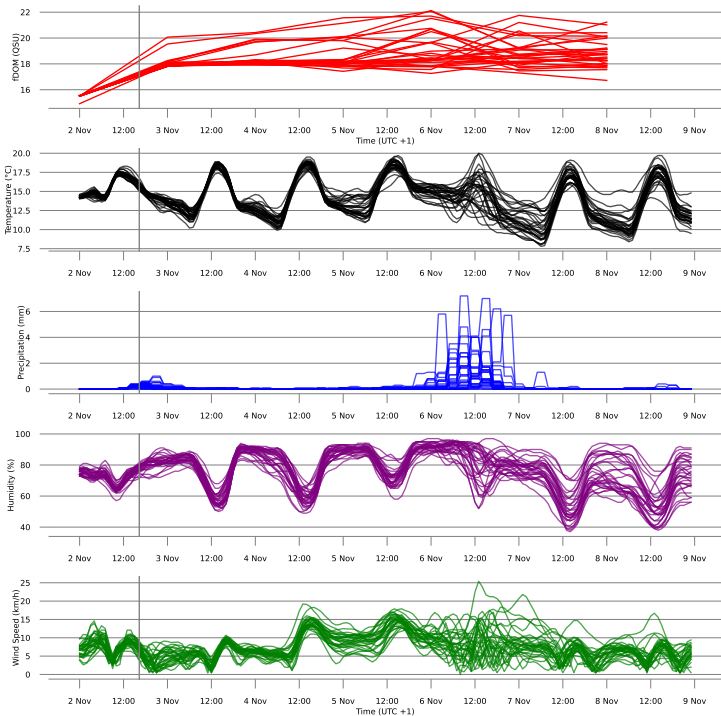 fDOM (QSU)
22
20
18
16
2 Nov 12:00 3 Nov 12:00 4 Nov 12:00 5 Nov 12:00 6 Nov 12:00 7 Nov 12:00 8 Nov 12:00 9 Nov
Time (UTC +1)
Temperature (°C)
20.0
17.5
15.0
12.5
10.0
7.5
2 Nov 12:00 3 Nov 12:00 4 Nov 12:00 5 Nov 12:00 6 Nov 12:00 7 Nov 12:00 8 Nov 12:00 9 Nov
Precipitation (mm)
6
4
2
0
2 Nov 12:00 3 Nov 12:00 4 Nov 12:00 5 Nov 12:00 6 Nov 12:00 7 Nov 12:00 8 Nov 12:00 9 Nov
Humidity (%)
100
80
60
40
2 Nov 12:00 3 Nov 12:00 4 Nov 12:00 5 Nov 12:00 6 Nov 12:00 7 Nov 12:00 8 Nov 12:00 9 Nov
Wind Speed (km/h)
25
20
15
10
5
0
2 Nov 12:00 3 Nov 12:00 4 Nov 12:00 5 Nov 12:00 6 Nov 12:00 7 Nov 12:00 8 Nov 12:00 9 Nov
Time (UTC +1)